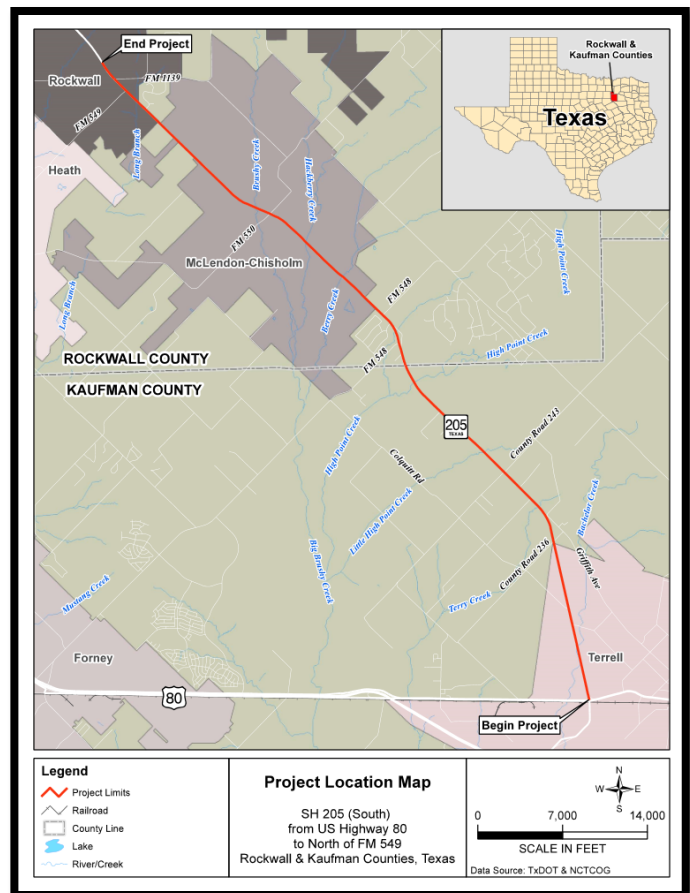 End Project
Rockwall
FM 1139
FM 549
Long Branch
Heath
Brushy Creek
Hackberry Creek
FM 550
McLendon-Chisholm
Long Branch
Berry Creek
FM 548
FM 548
High Point Creek
High Point Creek
Rockwall &
Kaufman Counties
Texas
ROCKWALL COUNTY
KAUFMAN COUNTY
205
TEXAS
County Road 243
High Point Creek
Colquitt Rd
Little High Point Creek
Big Brushy Creek
Bachelor Creek
County Road 236
Griffith Ave
Terry Creek
Mustang Creek
Forney
Terrell
80
Begin Project
Legend
Project Limits
Railroad
County Line
Lake
River/Creek
Project Location Map
SH 205 (South)
from US Highway 80
to North of FM 549
Rockwall & Kaufman Counties, Texas
N
W
E
S
0
7,000
14,000
SCALE IN FEET
Data Source: TxDOT & NCTCOG